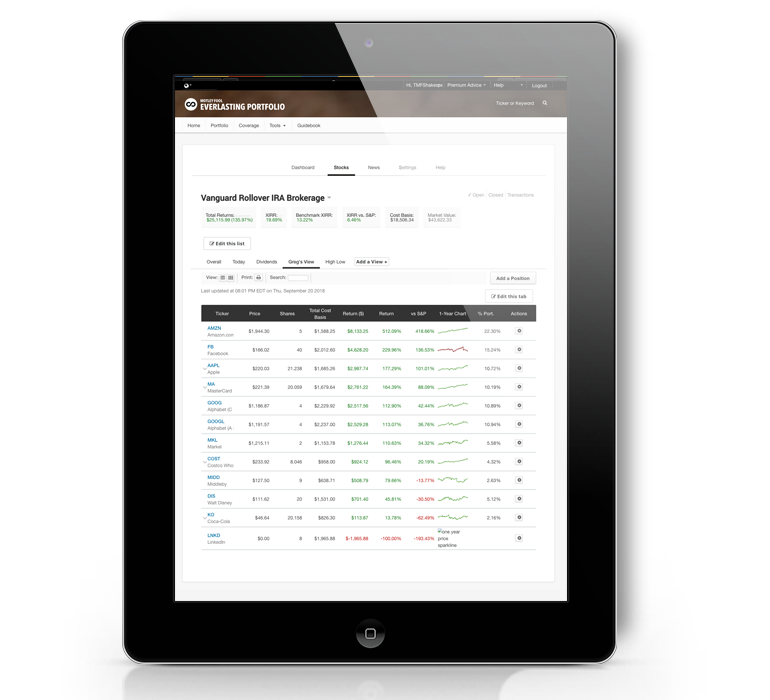 Hi, TMFShakespe Premium Advice Help Logout
MOTLEY FOOL
EVERLASTING PORTFOLIO
Ticker or Keyword
Home Portfolio Coverage Tools Guidebook
Dashboard Stocks News Settings Help
Vanguard Rollover IRA Brokerage
Open Closed Transactions
Total Returns: XIRR: Benchmark XIRR: XIRR vs. S&P: Cost Basis: Market Value:
$25,115.99 (135.97%) 19.69% 13.22% 6.46% $18,506.34 $43,622.33
Edit this list
Overall Today Dividends Greg's View High Low Add a View +
View: Print: Search:
Add a Position
Last updated at 08:01 PM EDT on Thu, September 20 2018
Edit this tab
Ticker Price Shares Total Cost Basis Return ($) Return vs S&P 1-Year Chart % Port. Actions
AMZN $1,944.30 5 $1,588.25 $8,133.25 512.09% 418.66% 22.30%
Amazon.com
FB $166.02 40 $2,012.60 $4,628.20 229.96% 136.53% 15.24%
Facebook
AAPL $220.03 21.238 $1,685.26 $2,987.74 177.29% 101.01% 10.72%
Apple
MA $221.39 20.059 $1,679.64 $2,761.22 164.39% 88.09% 10.19%
MasterCard
GOOG $1,186.87 4 $2,229.92 $2,517.56 112.90% 42.44% 10.89%
Alphabet (C
GOOGL $1,191.57 4 $2,237.00 $2,529.28 113.07% 36.76% 10.94%
Alphabet (A
MKL $1,215.11 2 $1,153.78 $1,276.44 110.63% 34.32% 5.58%
Markel
COST $233.92 8.046 $958.00 $924.12 96.46% 20.19% 4.32%
Costco Who
MIDD $127.50 9 $638.71 $508.79 79.66% -13.77% 2.63%
Middleby
DIS $111.62 20 $1,531.00 $701.40 45.81% -30.50% 5.12%
Walt Disney
KO $46.64 20.158 $826.30 $113.87 13.78% -62.49% 2.16%
Coca-Cola
LNKD $0.00 8 $1,965.88 $-1,965.88 -100.00% -193.43% one year price sparkline
LinkedIn